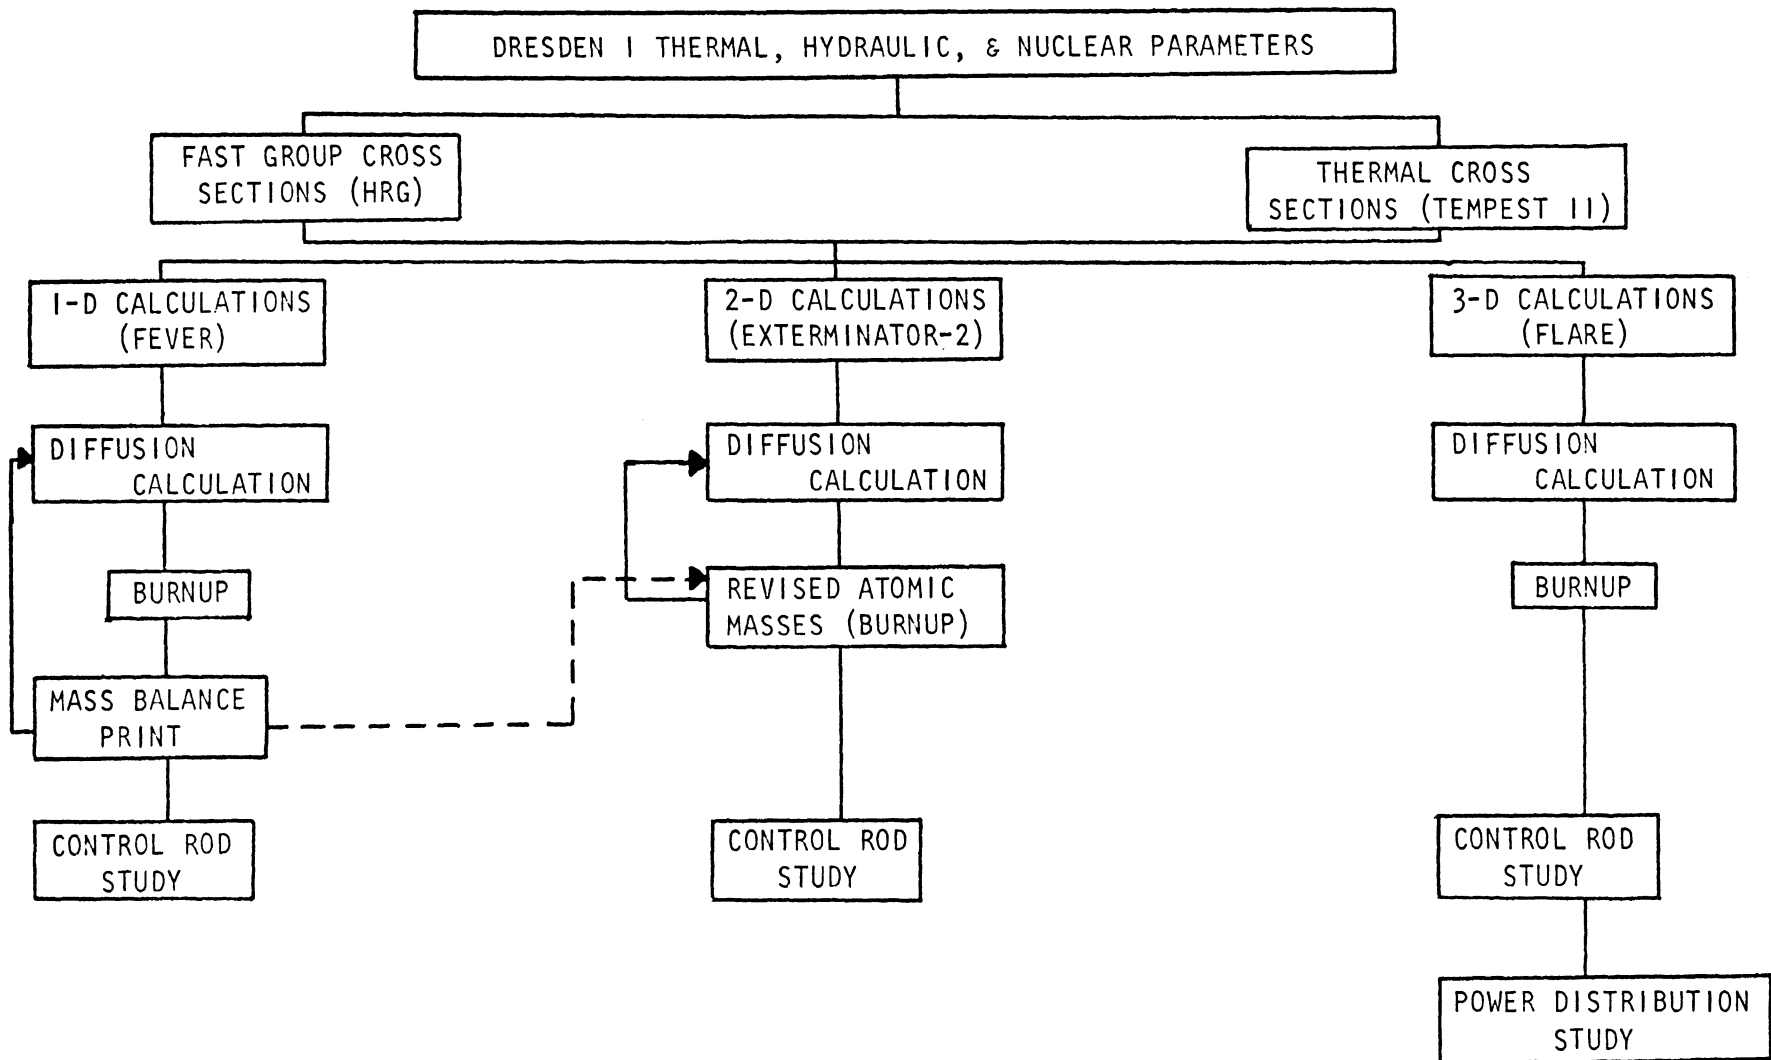 DRESDEN I THERMAL, HYDRAULIC, & NUCLEAR PARAMETERS
FAST GROUP CROSS
SECTIONS (HRG)
THERMAL CROSS
SECTIONS (TEMPEST II)
1-D CALCULATIONS
(FEVER)
2-D CALCULATIONS
(EXTERMINATOR-2)
3-D CALCULATIONS
(FLARE)
DIFFUSION
CALCULATION
DIFFUSION
CALCULATION
DIFFUSION
CALCULATION
BURNUP
REVISED ATOMIC
MASSES (BURNUP)
BURNUP
MASS BALANCE
PRINT
CONTROL ROD
STUDY
CONTROL ROD
STUDY
CONTROL ROD
STUDY
POWER DISTRIBUTION
STUDY